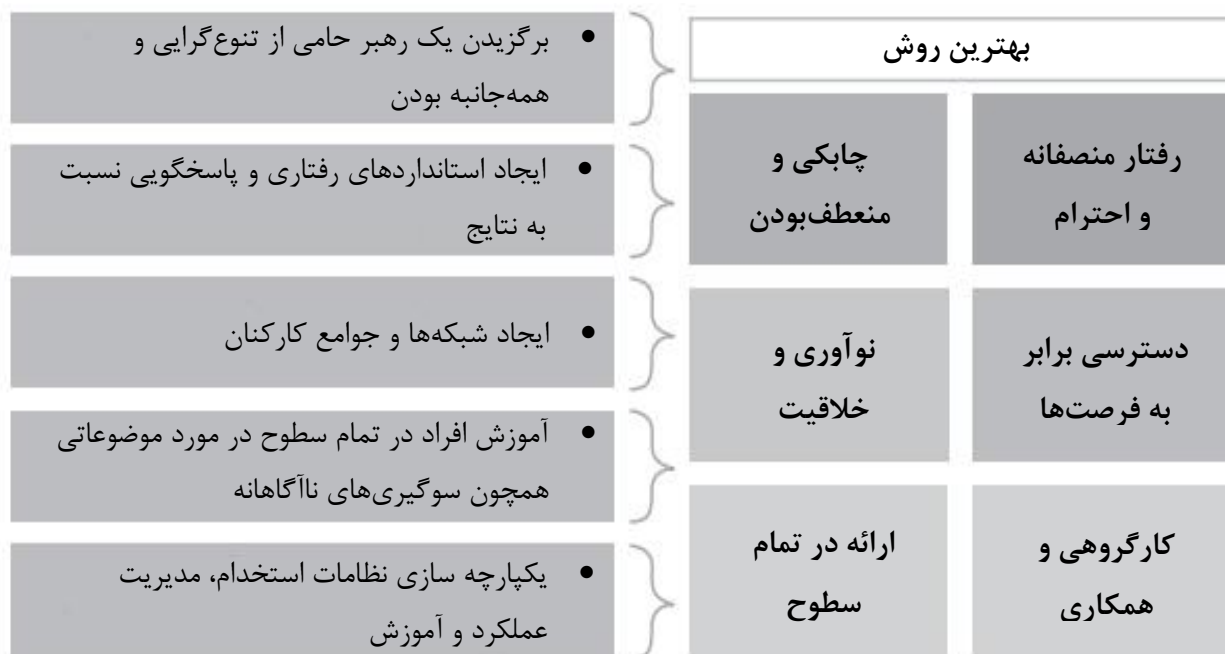 بهترین روش
رفتار منصفانه
و احترام
چابکی و
منعطف‌بودن
دسترسی برابر
به فرصت‌ها
نوآوری و
خلاقیت
کارگروهی و
همکاری
ارائه در تمام
سطوح
• برگزیدن یک رهبر حامی از تنوع‌گرایی و
همه‌جانبه بودن
• ایجاد استانداردهای رفتاری و پاسخگویی نسبت
به نتایج
• ایجاد شبکه‌ها و جوامع کارکنان
• آموزش افراد در تمام سطوح در مورد موضوعاتی
همچون سوگیری‌های ناآگاهانه
• یکپارچه سازی نظامات استخدام، مدیریت
عملکرد و آموزش